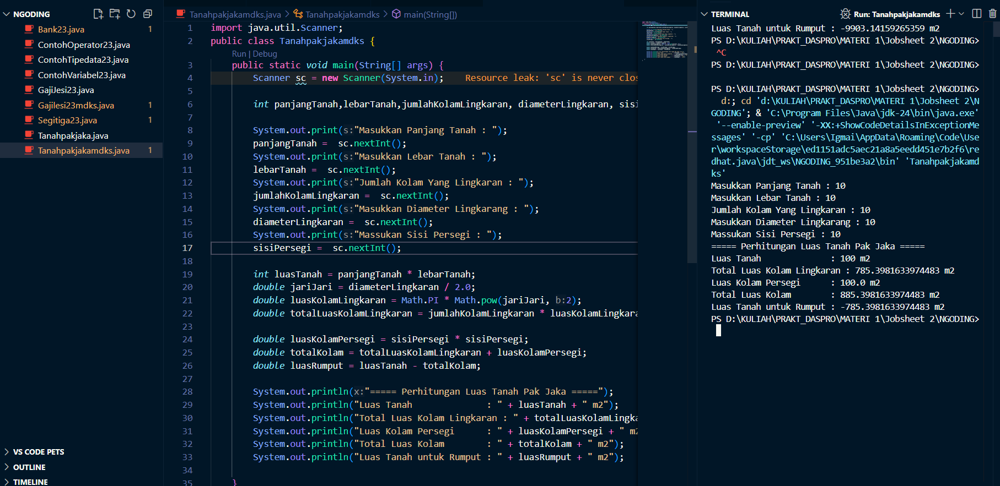 NGODING
Bank23.java 1
ContohOperator23.java
ContohTipedata23.java
ContohVariabel23.java
GajiJesi23.java
Gajilesi23mdks.java 1
Segitiga23.java 1
Tanahpakjaka.java
Tanahpakjakamdks.java 1
VS CODE PETS
OUTLINE
TIMELINE
Tanahpakjakamdks.java > Tanahpakjakamdks > main(String[])
1 import java.util.Scanner;
2 public class Tanahpakjakamdks {
Run | Debug
3 public static void main(String[] args) {
4 Scanner sc = new Scanner(System.in); Resource leak: 'sc' is never clos
5
6 int panjangTanah,lebarTanah,jumlahKolamLingkaran, diameterLingkaran, sisi
7
8 System.out.print(s:"Masukkan Panjang Tanah : ");
9 panjangTanah = sc.nextInt();
10 System.out.print(s:"Masukkan Lebar Tanah : ");
11 lebarTanah = sc.nextInt();
12 System.out.print(s:"Jumlah Kolam Yang Lingkaran : ");
13 jumlahKolamLingkaran = sc.nextInt();
14 System.out.print(s:"Masukkan Diameter Lingkarang : ");
15 diameterLingkaran = sc.nextInt();
16 System.out.print(s:"Massukan Sisi Persegi : ");
17 sisiPersegi = sc.nextInt();
18
19 int luasTanah = panjangTanah * lebarTanah;
20 double jariJari = diameterLingkaran / 2.0;
21 double luasKolamLingkaran = Math.PI * Math.pow(jariJari, b:2);
22 double totalLuasKolamLingkaran = jumlahKolamLingkaran * luasKolamLingkara
23
24 double luasKolamPersegi = sisiPersegi * sisiPersegi;
25 double totalKolam = totalLuasKolamLingkaran + luasKolamPersegi;
26 double luasRumput = luasTanah - totalKolam;
27
28 System.out.println(x:"===== Perhitungan Luas Tanah Pak Jaka =====");
29 System.out.println("Luas Tanah : " + luasTanah + " m2");
30 System.out.println("Total Luas Kolam Lingkaran : " + totalLuasKolamLingka
31 System.out.println("Luas Kolam Persegi : " + luasKolamPersegi + " m2
32 System.out.println("Total Luas Kolam : " + totalKolam + " m2");
33 System.out.println("Luas Tanah untuk Rumput : " + luasRumput + " m2");
34
35 }
TERMINAL Run: Tanahpakjakamdks
Luas Tanah untuk Rumput : -9903.14159265359 m2
PS D:\KULIAH\PRAKT_DASPRO\MATERI 1\Jobsheet 2\NGODING>
^C
PS D:\KULIAH\PRAKT_DASPRO\MATERI 1\Jobsheet 2\NGODING>
PS D:\KULIAH\PRAKT_DASPRO\MATERI 1\Jobsheet 2\NGODING>
d:; cd 'd:\KULIAH\PRAKT_DASPRO\MATERI 1\Jobsheet 2\N
GODING'; & 'C:\Program Files\Java\jdk-24\bin\java.exe'
'--enable-preview' '-XX:+ShowCodeDetailsInExceptionMe
ssages' '-cp' 'C:\Users\Igmai\AppData\Roaming\Code\Use
r\workspaceStorage\ed1151adc5aec21a8a5eedd451e7b2f6\re
dhat.java\jdt_ws\NGODING_951be3a2\bin' 'Tanahpakjakamd
ks'
Masukkan Panjang Tanah : 10
Masukkan Lebar Tanah : 10
Jumlah Kolam Yang Lingkaran : 10
Masukkan Diameter Lingkarang : 10
Massukan Sisi Persegi : 10
===== Perhitungan Luas Tanah Pak Jaka =====
Luas Tanah : 100 m2
Total Luas Kolam Lingkaran : 785.3981633974483 m2
Luas Kolam Persegi : 100.0 m2
Total Luas Kolam : 885.3981633974483 m2
Luas Tanah untuk Rumput : -785.3981633974483 m2
PS D:\KULIAH\PRAKT_DASPRO\MATERI 1\Jobsheet 2\NGODING>